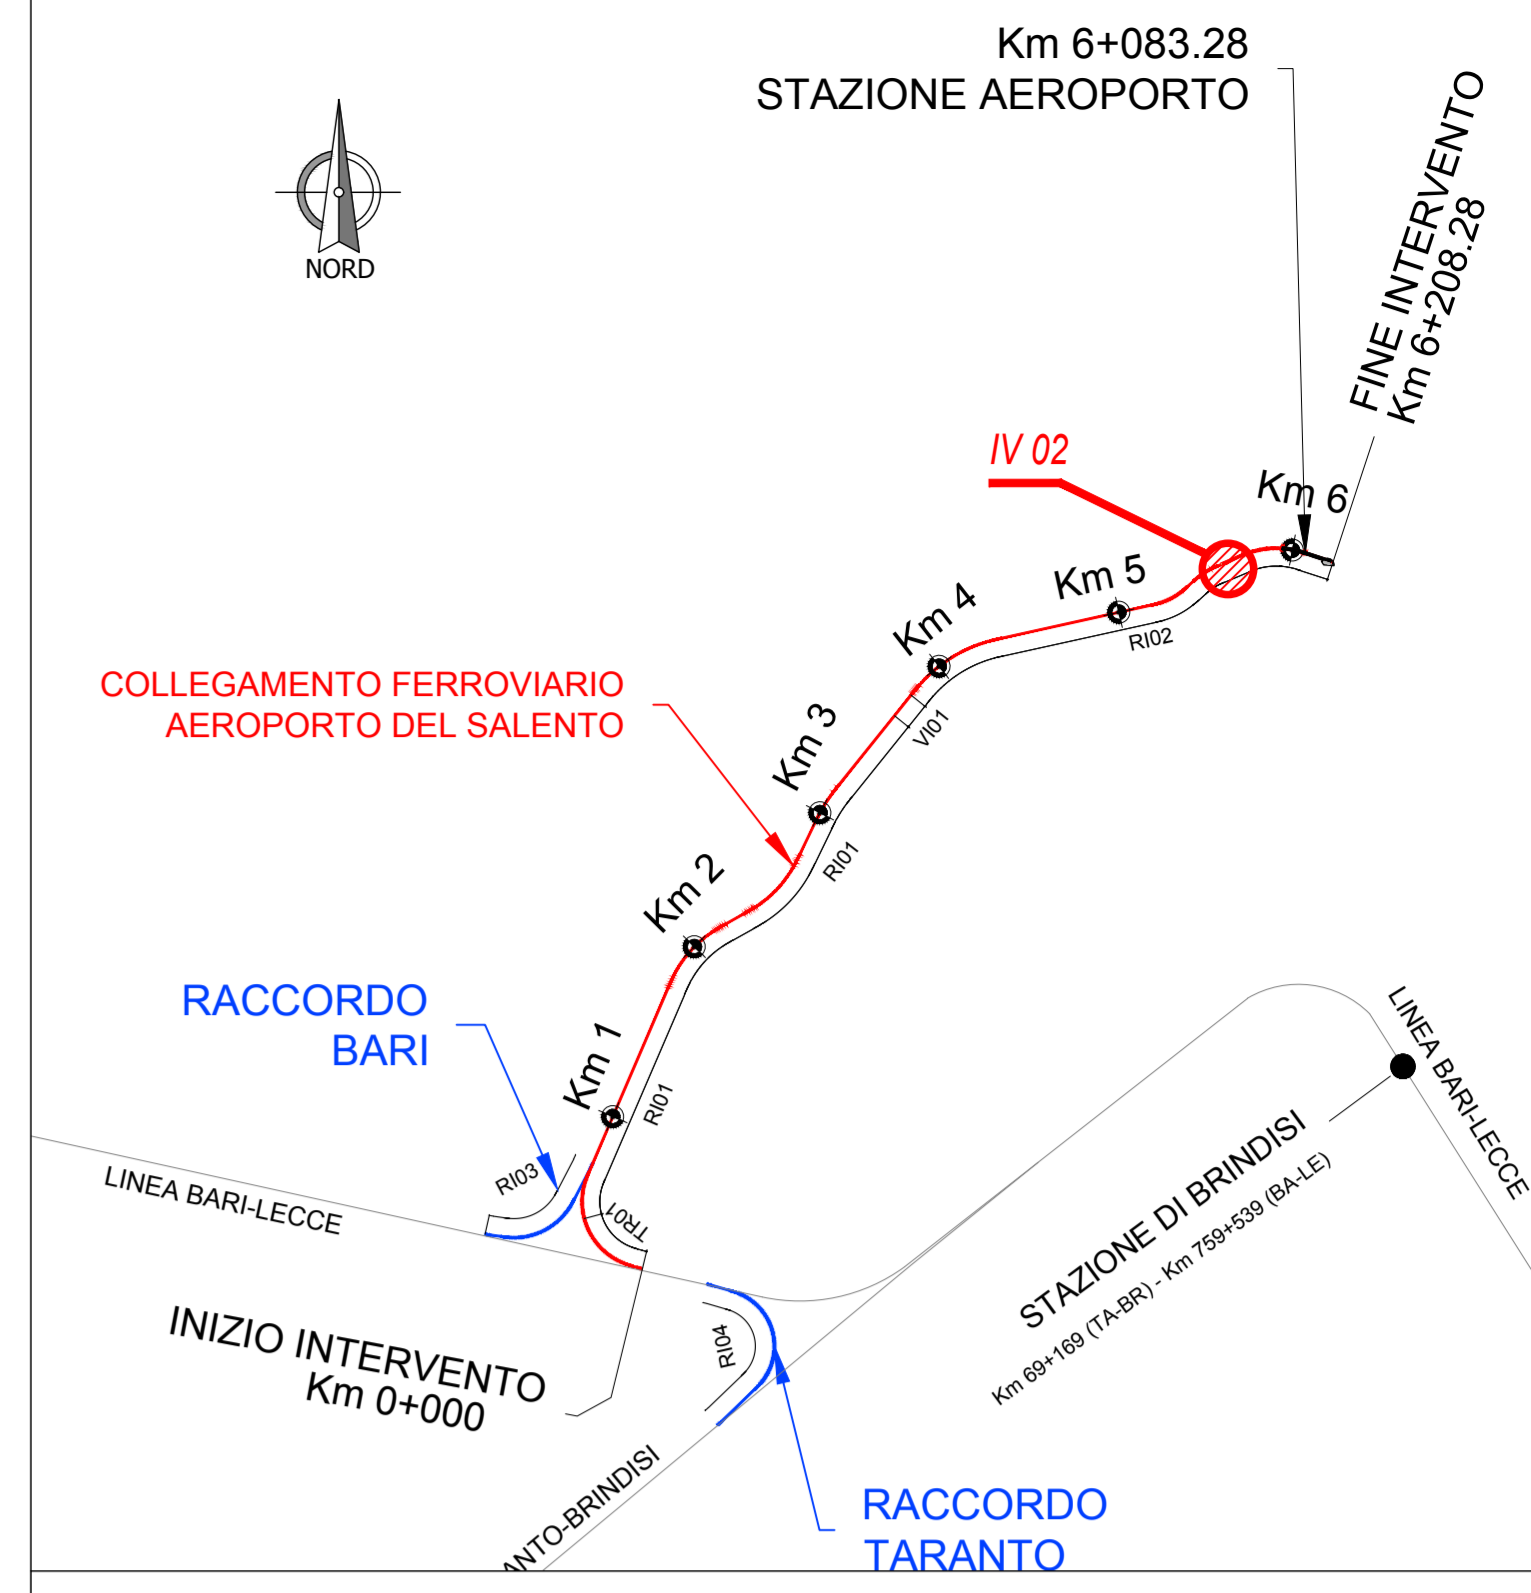 Km 6+083.28
STAZIONE AEROPORTO
FINE INTERVENTO
Km 6+208.28
NORD
IV 02
Km 6
Km 5
RI02
Km 4
VI01
COLLEGAMENTO FERROVIARIO
AEROPORTO DEL SALENTO
Km 3
RI01
Km 2
RACCORDO
BARI
Km 1
RI01
LINEA BARI-LECCE
RI03
TR01
LINEA BARI-LECCE
STAZIONE DI BRINDISI
Km 69+169 (TA-BR) - Km 759+539 (BA-LE)
INIZIO INTERVENTO
Km 0+000
RI04
ANTO-BRINDISI
RACCORDO
TARANTO